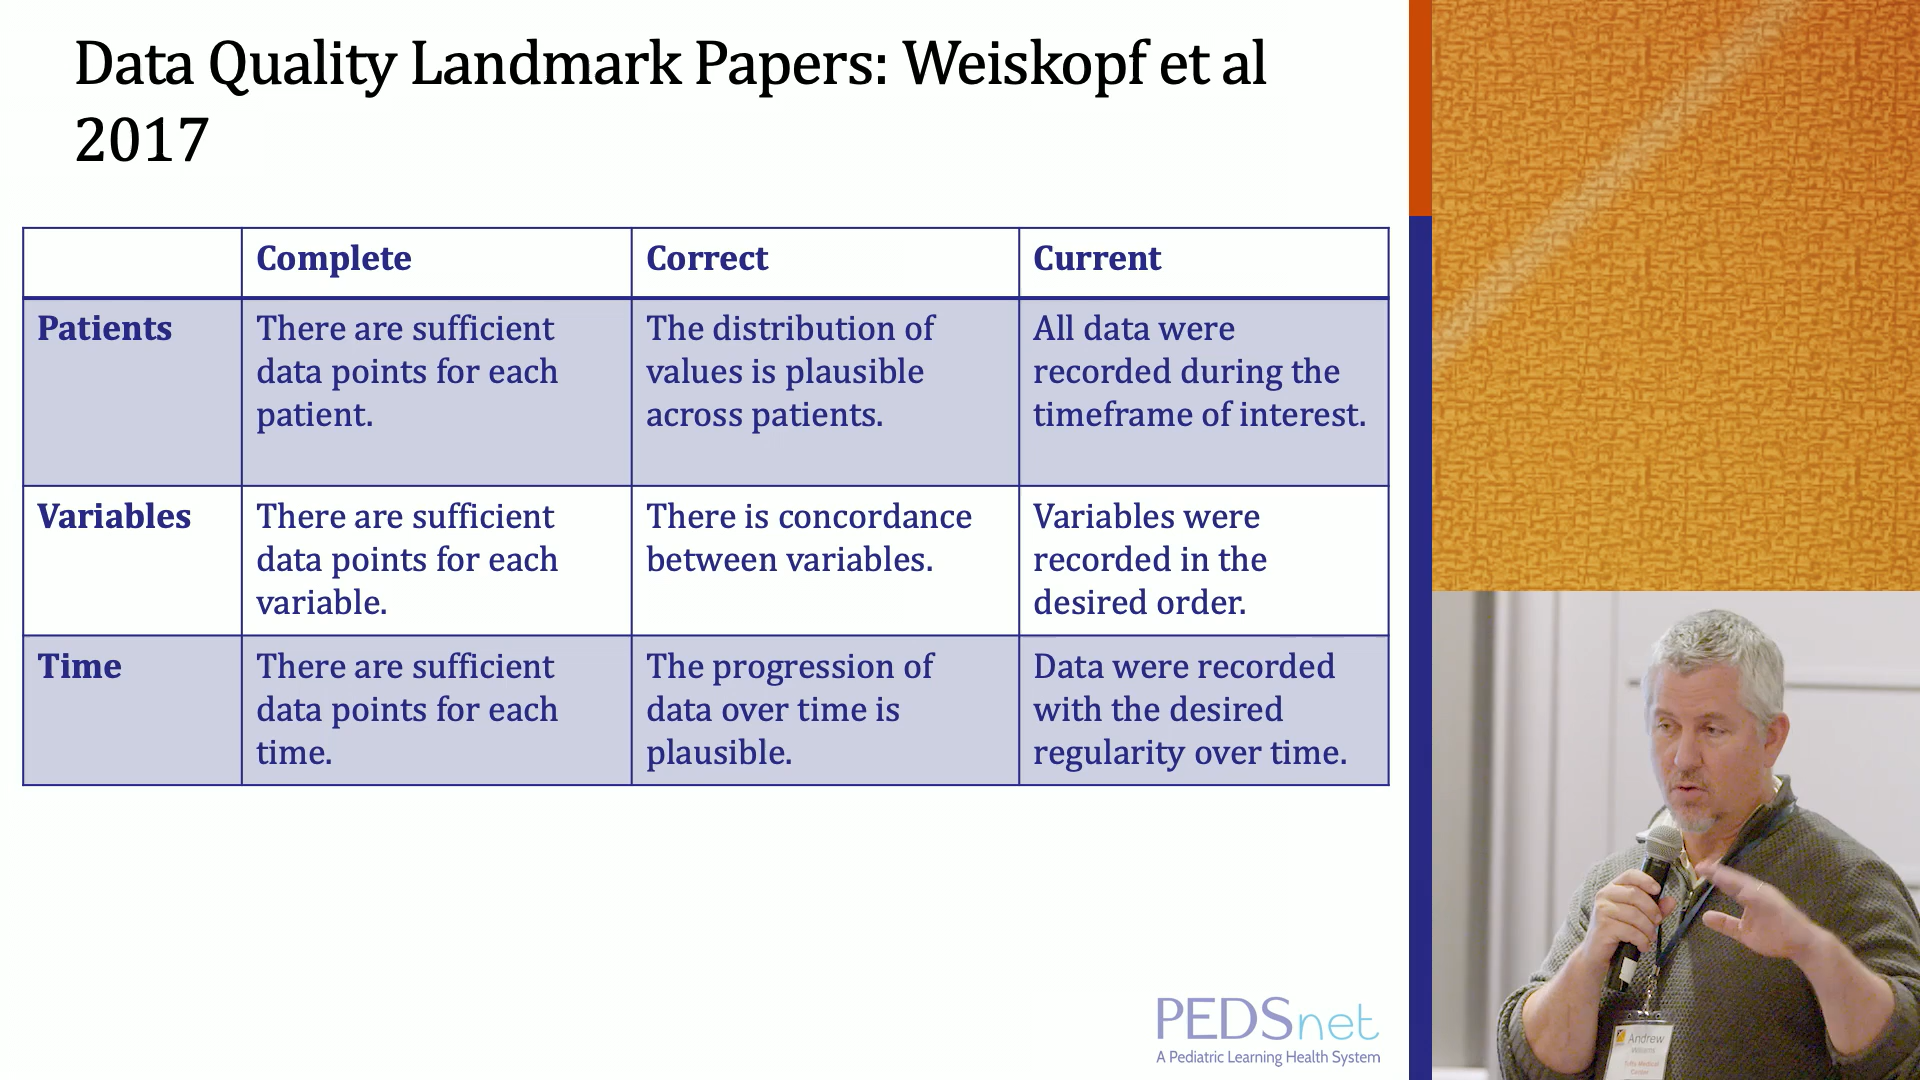 Data Quality Landmark Papers: Weiskopf et al
2017
Complete
Correct
Current
Patients
There are sufficient
data points for each
patient.
The distribution of
values is plausible
across patients.
All data were
recorded during the
timeframe of interest.
Variables
There are sufficient
data points for each
variable.
There is concordance
between variables.
Variables were
recorded in the
desired order.
Time
There are sufficient
data points for each
time.
The progression of
data over time is
plausible.
Data were recorded
with the desired
regularity over time.
PEDSnet
A Pediatric Learning Health System
Andrew
Williams
Tufts Medical
Center